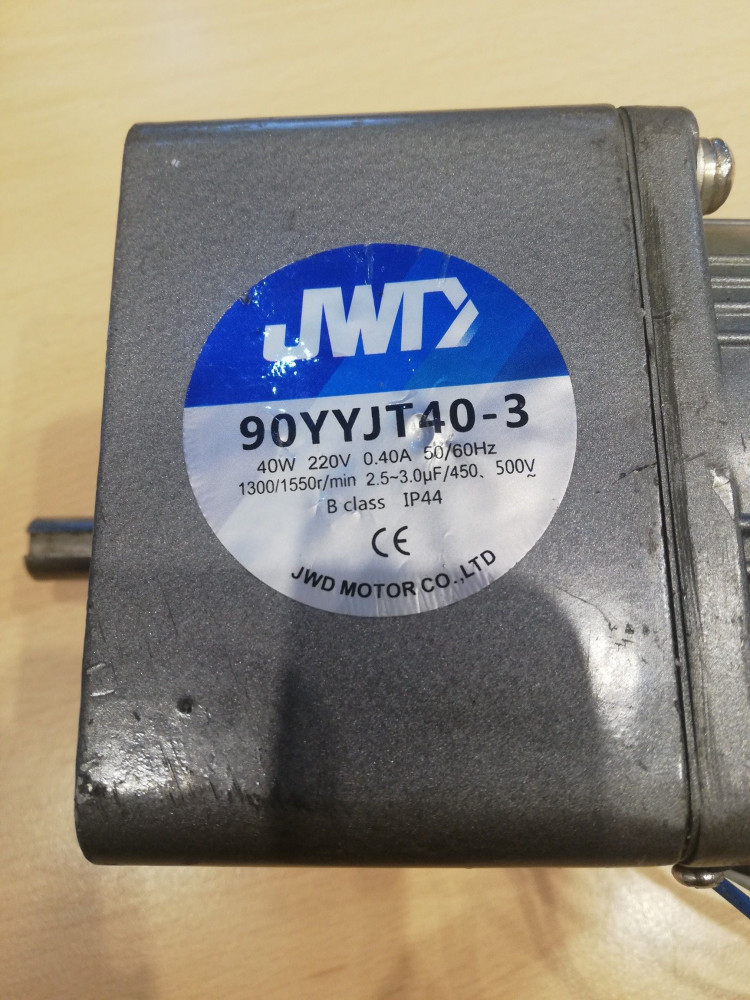 JWD
90YYJT40-3
40W 220V 0.40A 50/60Hz
1300/1550r/min 2.5~3.0μF/450、500V~
B class IP44
CE
JWD MOTOR CO.,LTD